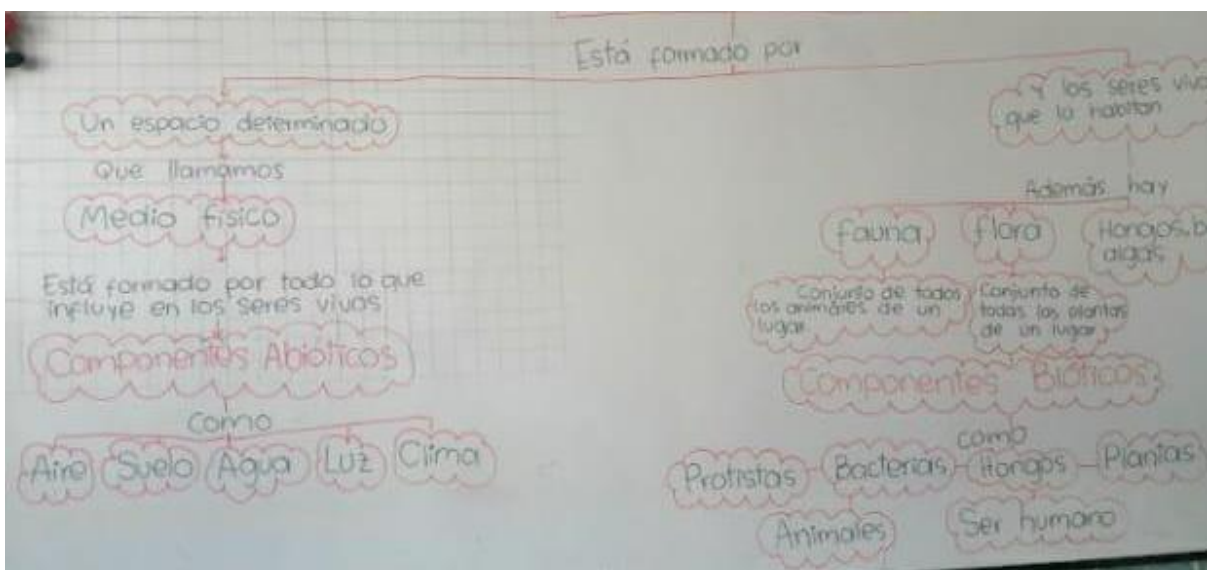 Está formado por
Un espacio determinado
Que llamamos
Medio físico
Está formado por todo lo que
influye en los seres vivos
Componentes Abióticos
Como
Aire Suelo Agua Luz Clima
y los seres
que lo habitan
Además hay
Fauna Flora Hongos,
algas
Conjunto de todos
los animales de un
lugar
Conjunto de
todas las plantas
de un lugar
Componentes Bióticos
como
Protistas Bacterias Hongos Plantas
Animales Ser humano